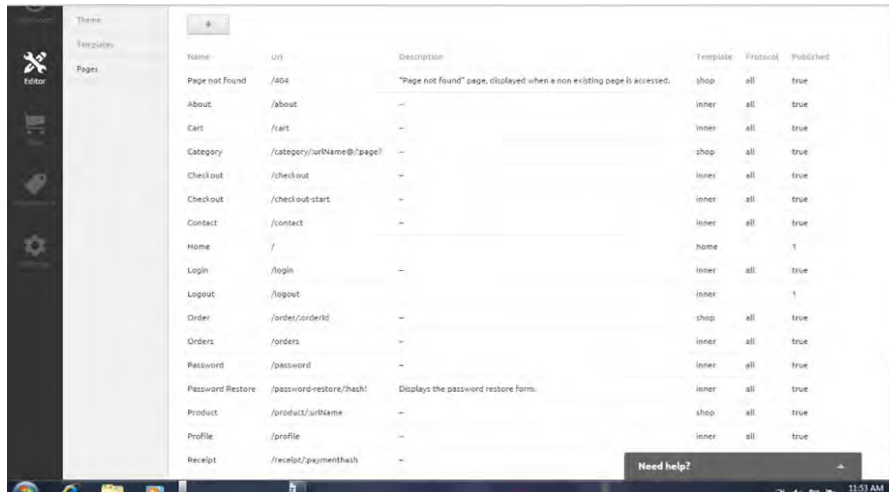 Theme
Templates
Pages
Editor
+
Name Url Description Template Protocol Published
Page not found /404 "Page not found" page, displayed when a non existing page is accessed. shop all true
About /about – inner all true
Cart /cart – inner all true
Category /category/:urlName@/:page? – shop all true
Checkout /checkout – inner all true
Checkout /checkout-start – inner all true
Contact /contact – inner all true
Home / home 1
Login /login – inner all true
Logout /logout inner 1
Order /order/:orderId – shop all true
Orders /orders – inner all true
Password /password – inner all true
Password Restore /password-restore/:hash? Displays the password restore form. inner all true
Product /product/:urlName – shop all true
Profile /profile – inner all true
Receipt /receipt/:paymenthash –
Need help?
11:53 AM